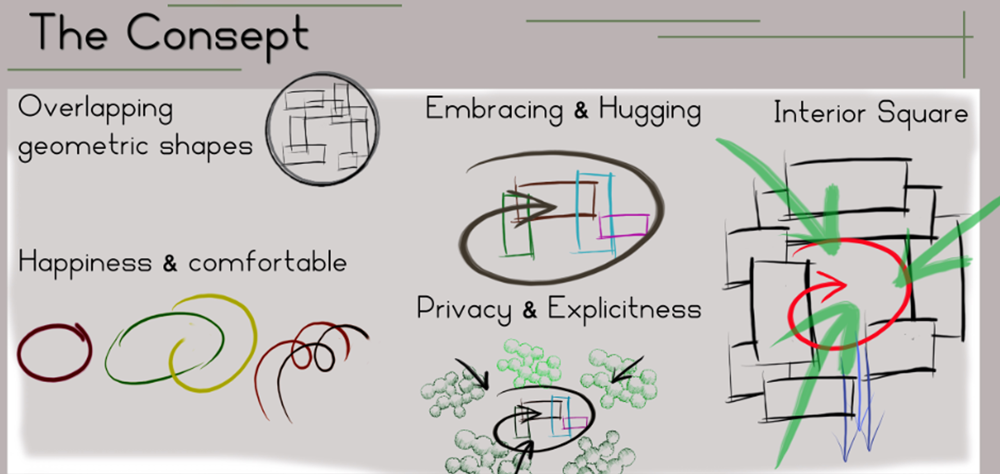 The Consept
Overlapping
geometric shapes
Embracing & Hugging
Interior Square
Happiness & comfortable
Privacy & Explicitness